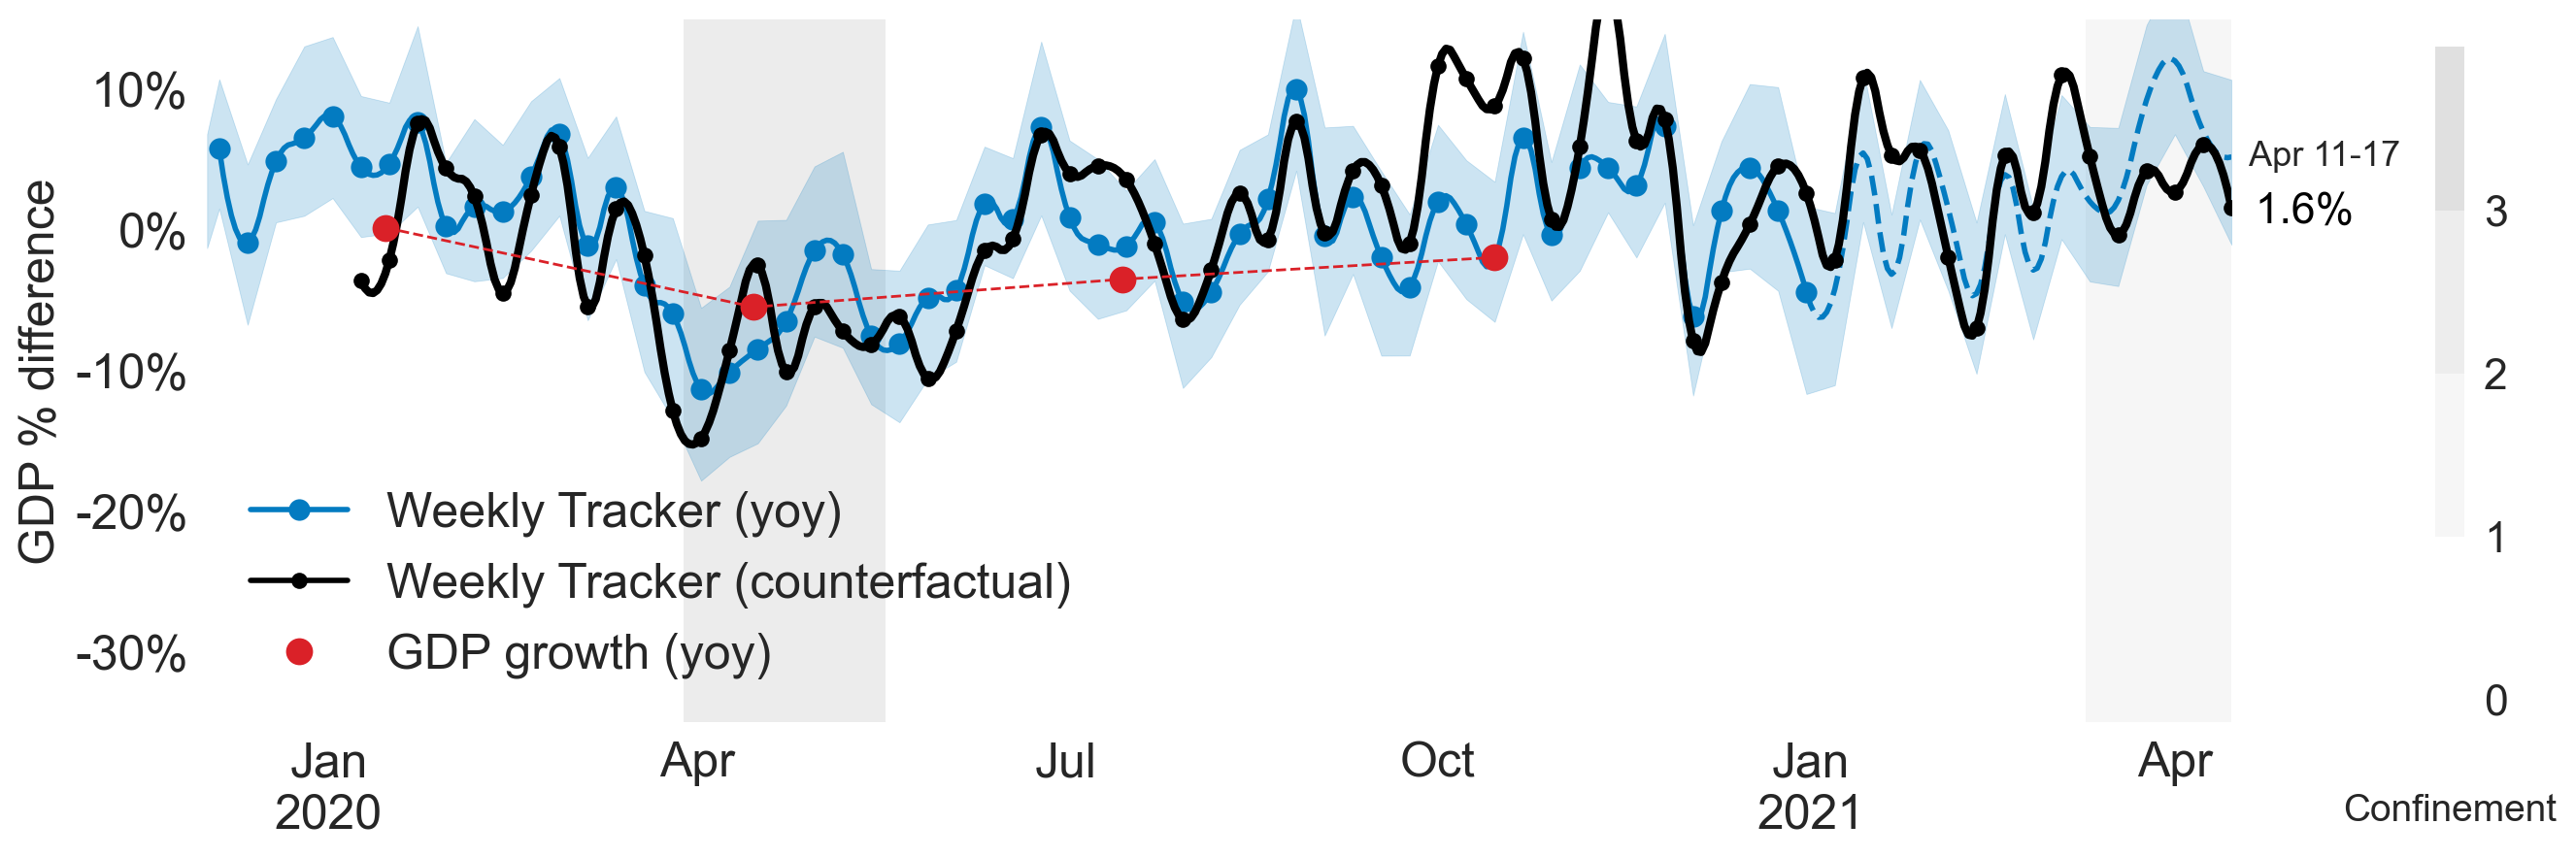 GDP % difference
10%
0%
-10%
-20%
-30%
Weekly Tracker (yoy)
Weekly Tracker (counterfactual)
GDP growth (yoy)
Jan
2020
Apr
Jul
Oct
Jan
2021
Apr
Apr 11-17
1.6%
3
2
1
0
Confinement